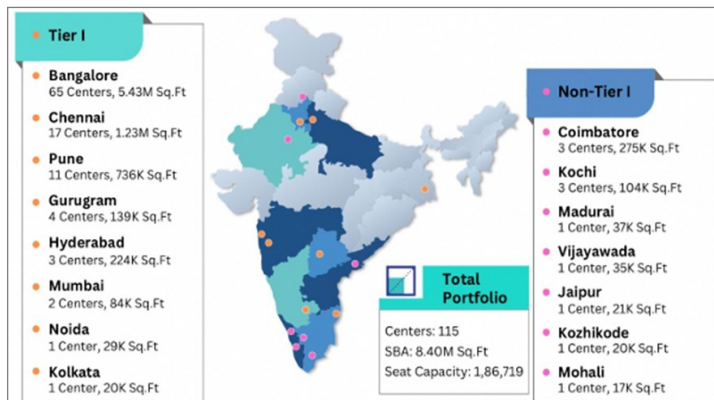 Tier I
Bangalore
65 Centers, 5.43M Sq.Ft
Chennai
17 Centers, 1.23M Sq.Ft
Pune
11 Centers, 736K Sq.Ft
Gurugram
4 Centers, 139K Sq.Ft
Hyderabad
3 Centers, 224K Sq.Ft
Mumbai
2 Centers, 84K Sq.Ft
Noida
1 Center, 29K Sq.Ft
Kolkata
1 Center, 20K Sq.Ft
Total
Portfolio
Centers: 115
SBA: 8.40M Sq.Ft
Seat Capacity: 1,86,719
Non-Tier I
Coimbatore
3 Centers, 275K Sq.Ft
Kochi
3 Centers, 104K Sq.Ft
Madurai
1 Center, 37K Sq.Ft
Vijayawada
1 Center, 35K Sq.Ft
Jaipur
1 Center, 21K Sq.Ft
Kozhikode
1 Center, 20K Sq.Ft
Mohali
1 Center, 17K Sq.Ft